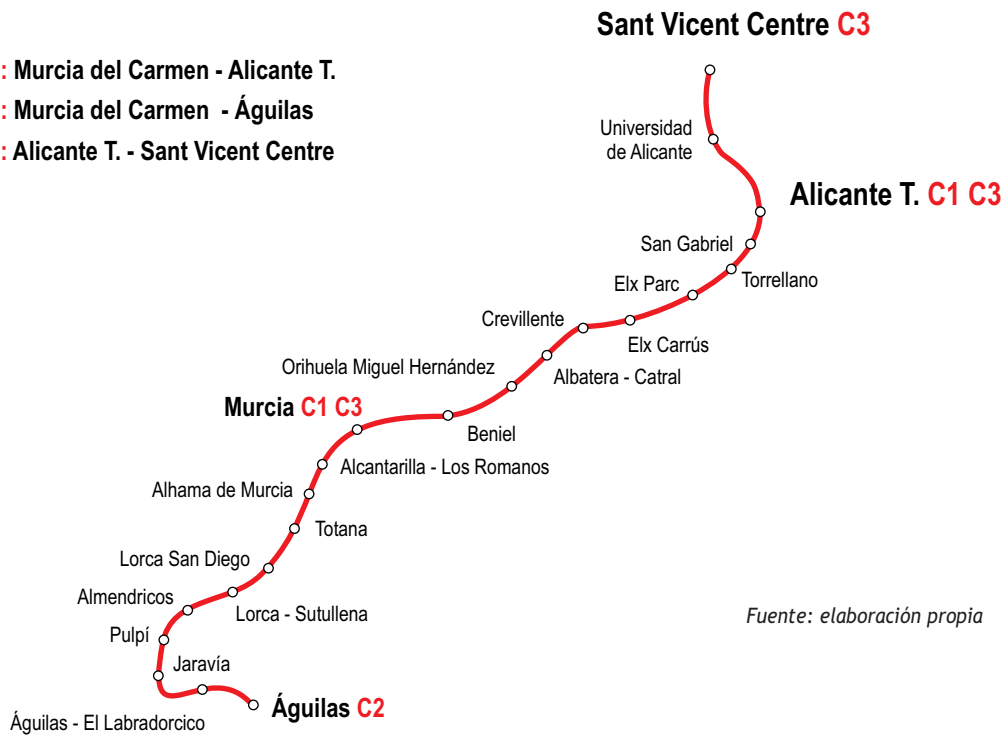 Sant Vicent Centre C3
: Murcia del Carmen - Alicante T.
: Murcia del Carmen - Águilas
: Alicante T. - Sant Vicent Centre
Universidad
de Alicante
Alicante T. C1 C3
San Gabriel
Torrellano
Elx Parc
Crevillente
Elx Carrús
Orihuela Miguel Hernández
Albatera - Catral
Murcia C1 C3
Beniel
Alcantarilla - Los Romanos
Alhama de Murcia
Totana
Lorca San Diego
Almendricos
Lorca - Sutullena
Fuente: elaboración propia
Pulpí
Jaravía
Águilas C2
Águilas - El Labradorcico